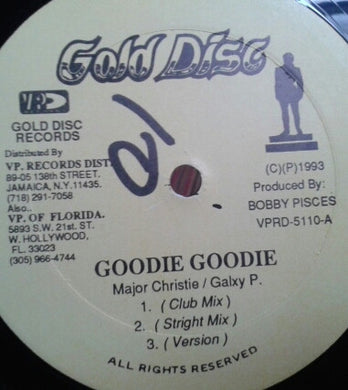 Gold Disc
VP
GOLD DISC
RECORDS
Distributed By
VP. RECORDS DIST.
89-05 138th STREET.
JAMAICA, N.Y.11435.
(718) 291-7058
Also..
VP. OF FLORIDA.
5893 S.W. 21st. ST.
W. HOLLYWOOD,
FL. 33023
(305) 966-4744
(C)(P)1993
Produced By:
BOBBY PISCES
VPRD-5110-A
GOODIE GOODIE
Major Christie / Galxy P.
1. ( Club Mix )
2. ( Stright Mix )
3. ( Version )
ALL RIGHTS RESERVED